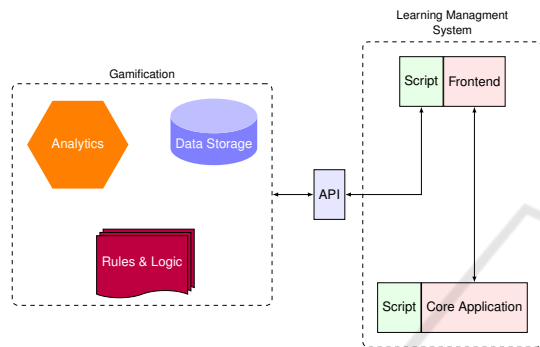 Learning Managment
System
Gamification
Script
Frontend
Analytics
Data Storage
API
Rules & Logic
Script
Core Application